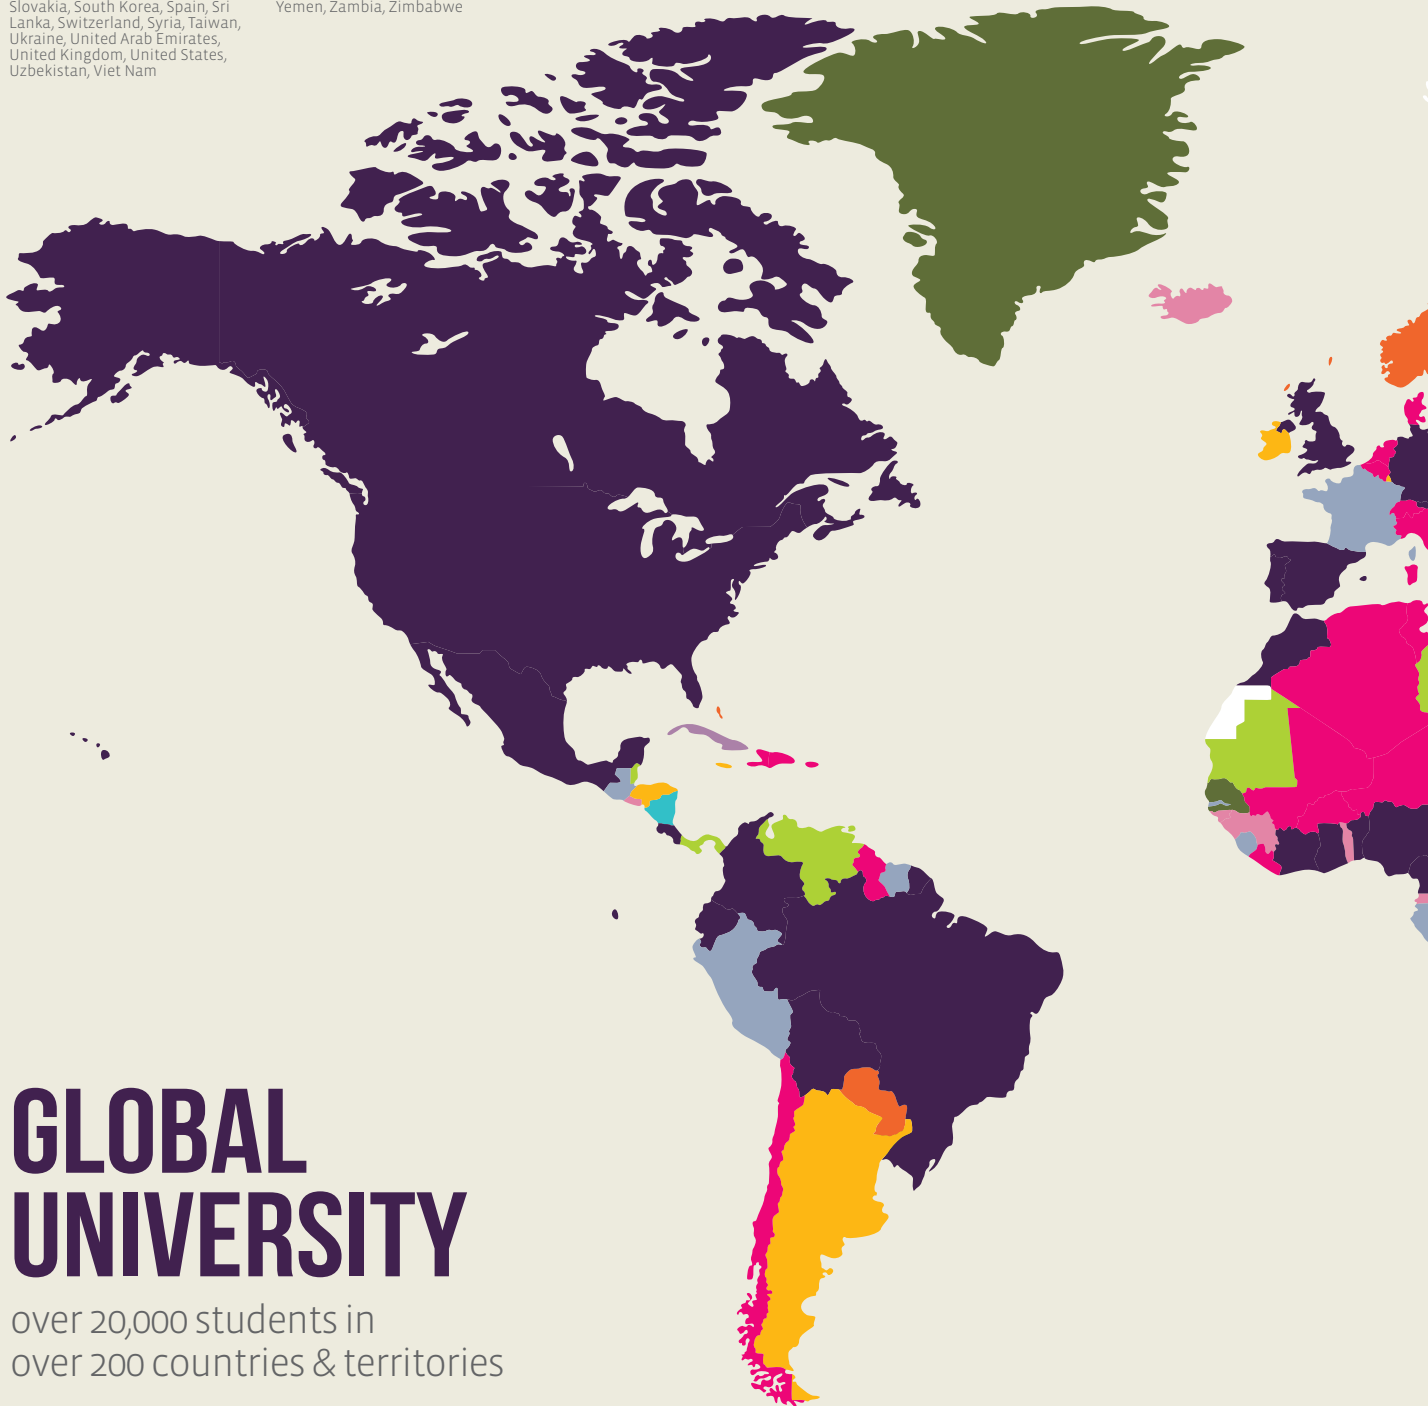 Slovakia, South Korea, Spain, Sri
Lanka, Switzerland, Syria, Taiwan,
Ukraine, United Arab Emirates,
United Kingdom, United States,
Uzbekistan, Viet Nam
Yemen, Zambia, Zimbabwe
GLOBAL
UNIVERSITY
over 20,000 students in
over 200 countries & territories